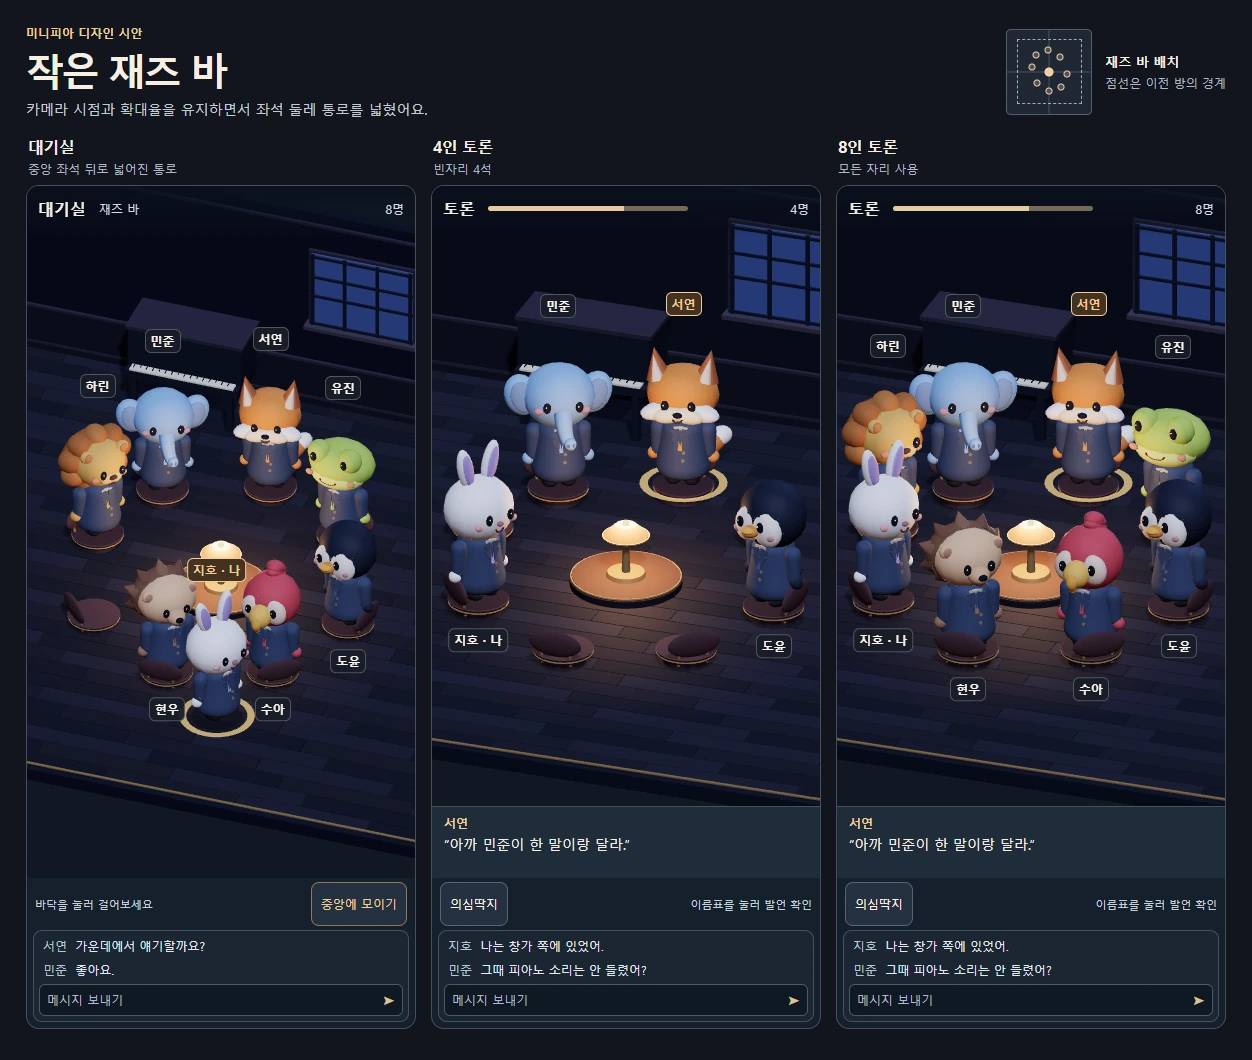 미니피아 디자인 시안
작은 재즈 바
카메라 시점과 확대율을 유지하면서 좌석 둘레 통로를 넓혔어요.
재즈 바 배치
점선은 이전 방의 경계
대기실
중앙 좌석 뒤로 넓어진 통로
대기실 재즈 바 8명
민준
서연
하린
유진
지호 · 나
도윤
현우
수아
바닥을 눌러 걸어보세요
중앙에 모이기
서연 가운데에서 얘기할까요?
민준 좋아요.
메시지 보내기
4인 토론
빈자리 4석
토론 4명
민준
서연
지호 · 나
도윤
서연
"아까 민준이 한 말이랑 달라."
의심딱지
이름표를 눌러 발언 확인
지호 나는 창가 쪽에 있었어.
민준 그때 피아노 소리는 안 들렸어?
메시지 보내기
8인 토론
모든 자리 사용
토론 8명
민준
서연
하린
유진
지호 · 나
도윤
현우
수아
서연
"아까 민준이 한 말이랑 달라."
의심딱지
이름표를 눌러 발언 확인
지호 나는 창가 쪽에 있었어.
민준 그때 피아노 소리는 안 들렸어?
메시지 보내기